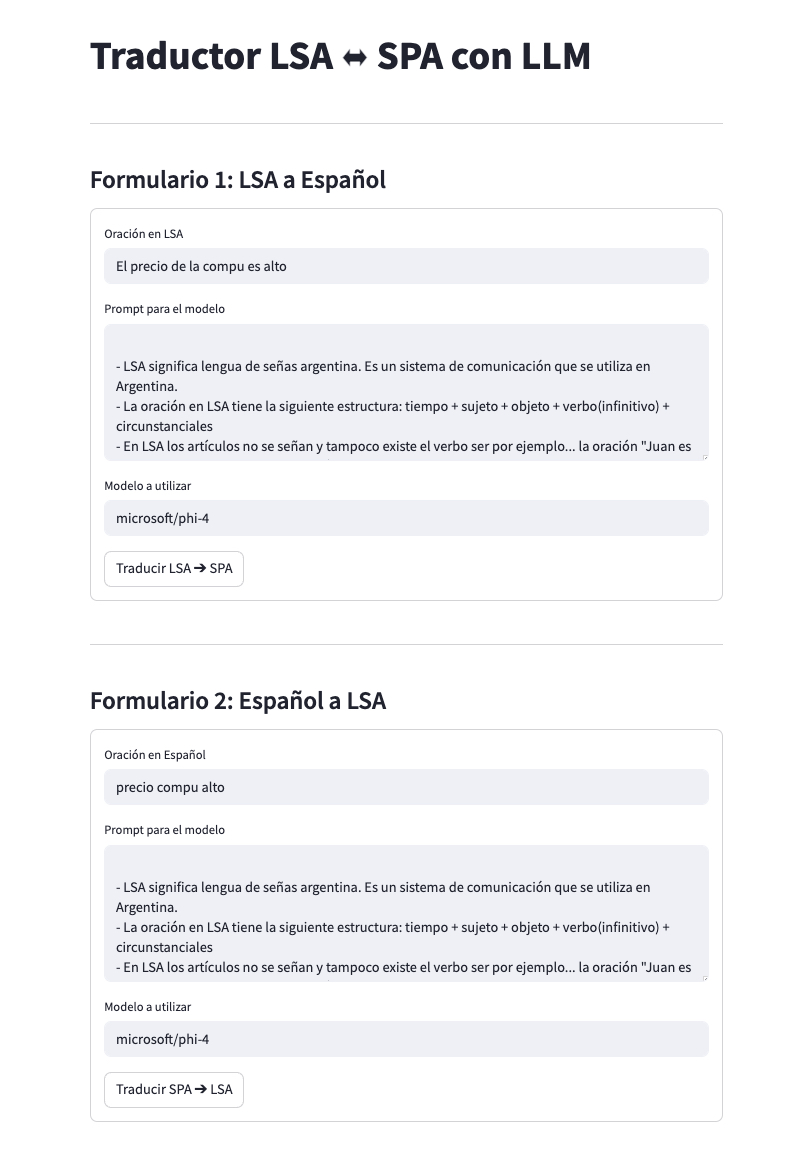 Traductor LSA ⬌ SPA con LLM
Formulario 1: LSA a Español
Oración en LSA
El precio de la compu es alto
Prompt para el modelo
- LSA significa lengua de señas argentina. Es un sistema de comunicación que se utiliza en
Argentina.
- La oración en LSA tiene la siguiente estructura: tiempo + sujeto + objeto + verbo(infinitivo) +
circunstanciales
- En LSA los artículos no se señan y tampoco existe el verbo ser por ejemplo... la oración "Juan es
Modelo a utilizar
microsoft/phi-4
Traducir LSA ➔ SPA
Formulario 2: Español a LSA
Oración en Español
precio compu alto
Prompt para el modelo
- LSA significa lengua de señas argentina. Es un sistema de comunicación que se utiliza en
Argentina.
- La oración en LSA tiene la siguiente estructura: tiempo + sujeto + objeto + verbo(infinitivo) +
circunstanciales
- En LSA los artículos no se señan y tampoco existe el verbo ser por ejemplo... la oración "Juan es
Modelo a utilizar
microsoft/phi-4
Traducir SPA ➔ LSA